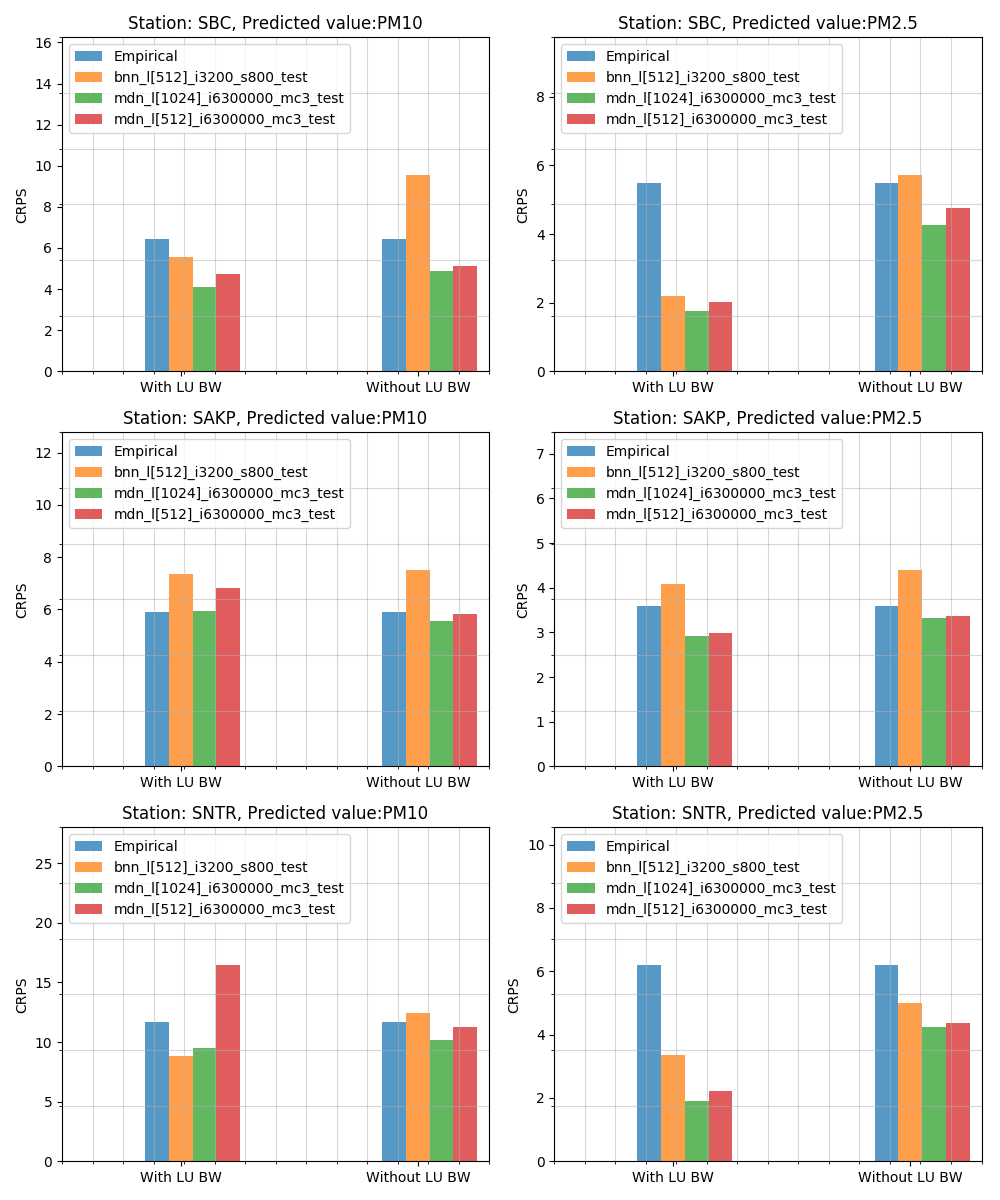 Station: SBC, Predicted value:PM10
16
14
12
10
8
6
4
2
0
CRPS
Empirical
bnn_l[512]_i3200_s800_test
mdn_l[1024]_i6300000_mc3_test
mdn_l[512]_i6300000_mc3_test
With LU BW
Without LU BW
Station: SBC, Predicted value:PM2.5
8
6
4
2
0
CRPS
Empirical
bnn_l[512]_i3200_s800_test
mdn_l[1024]_i6300000_mc3_test
mdn_l[512]_i6300000_mc3_test
With LU BW
Without LU BW
Station: SAKP, Predicted value:PM10
12
10
8
6
4
2
0
CRPS
Empirical
bnn_l[512]_i3200_s800_test
mdn_l[1024]_i6300000_mc3_test
mdn_l[512]_i6300000_mc3_test
With LU BW
Without LU BW
Station: SAKP, Predicted value:PM2.5
7
6
5
4
3
2
1
0
CRPS
Empirical
bnn_l[512]_i3200_s800_test
mdn_l[1024]_i6300000_mc3_test
mdn_l[512]_i6300000_mc3_test
With LU BW
Without LU BW
Station: SNTR, Predicted value:PM10
25
20
15
10
5
0
CRPS
Empirical
bnn_l[512]_i3200_s800_test
mdn_l[1024]_i6300000_mc3_test
mdn_l[512]_i6300000_mc3_test
With LU BW
Without LU BW
Station: SNTR, Predicted value:PM2.5
10
8
6
4
2
0
CRPS
Empirical
bnn_l[512]_i3200_s800_test
mdn_l[1024]_i6300000_mc3_test
mdn_l[512]_i6300000_mc3_test
With LU BW
Without LU BW